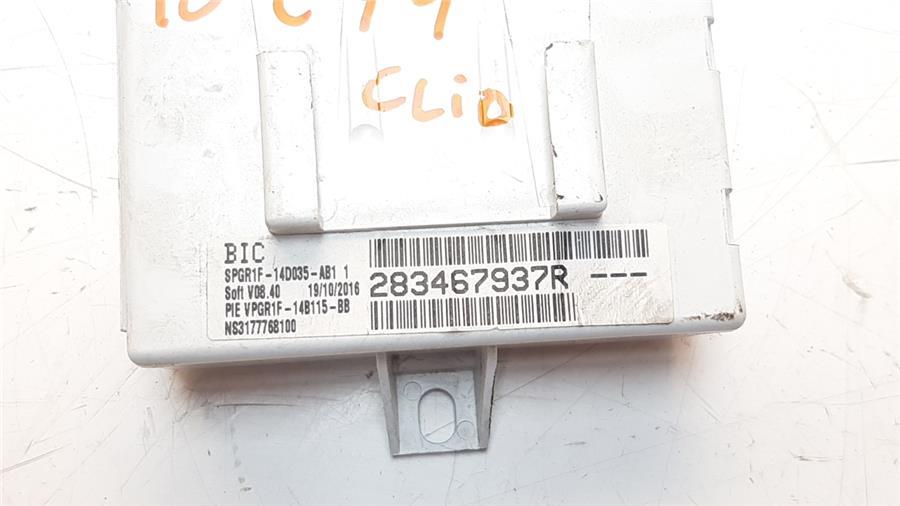 CLIO
BIC
SPGR1F-14D035-AB1 1
Soft V08.40 19/10/2016
PIE VPGR1F-14B115-BB
NS3177768100
283467937R ---